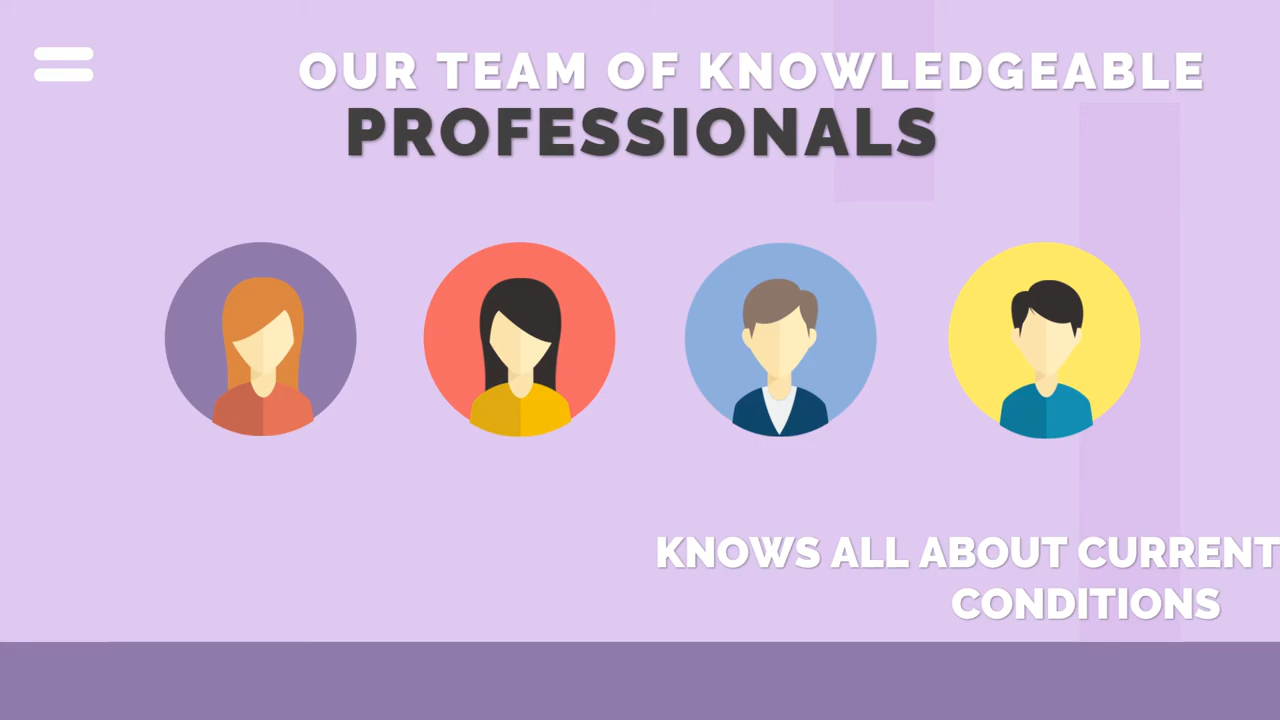 OUR TEAM OF KNOWLEDGEABLE
PROFESSIONALS
KNOWS ALL ABOUT CURRENT
CONDITIONS